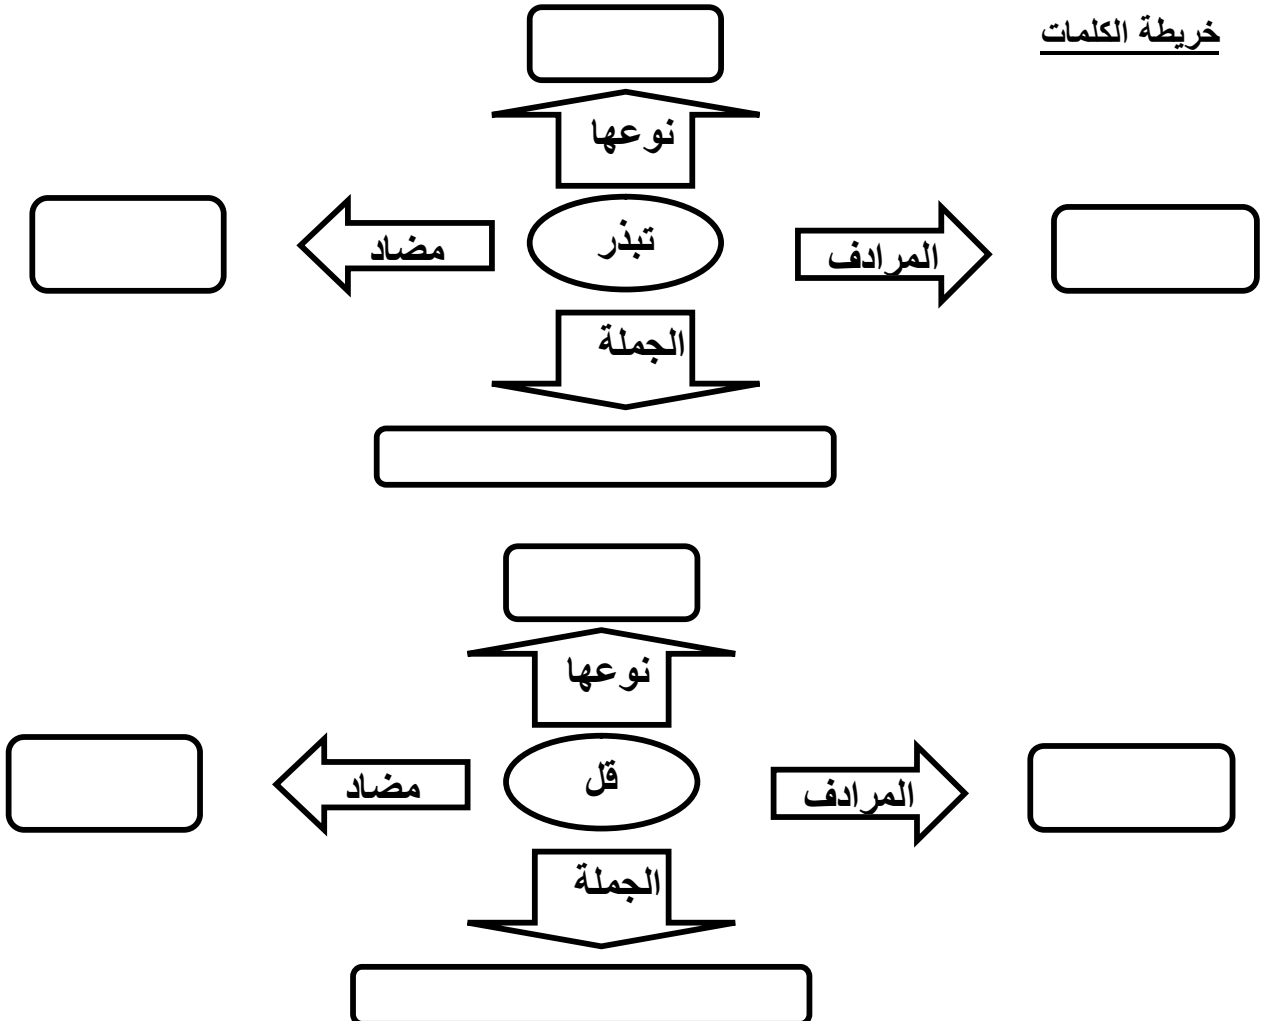 خريطة الكلمات
نوعها
المرادف
تبذر
مضاد
الجملة
نوعها
المرادف
قل
مضاد
الجملة